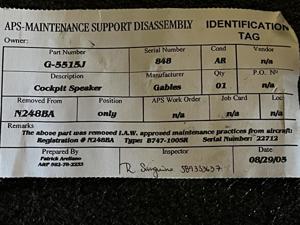 APS-MAINTENANCE SUPPORT DISASSEMBLY IDENTIFICATION TAG
Owner:
Part Number Serial Number Cond Vendor
G-5515J 848 AR n/a
Description Manufacturer Qty P.O. Nº
Cockpit Speaker Gables 01 n/a
Removed From Position APS Work Order Job Card Loc:
N248BA only n/a n/a n/a
Remarks
The above part was removed I.A.W. approved maintenance practices from aircraft:
Registration # N248BA Type: B747-100SR Serial Number: 22712
Prepared By Inspector Date
Patrick Arellano 08/29/05